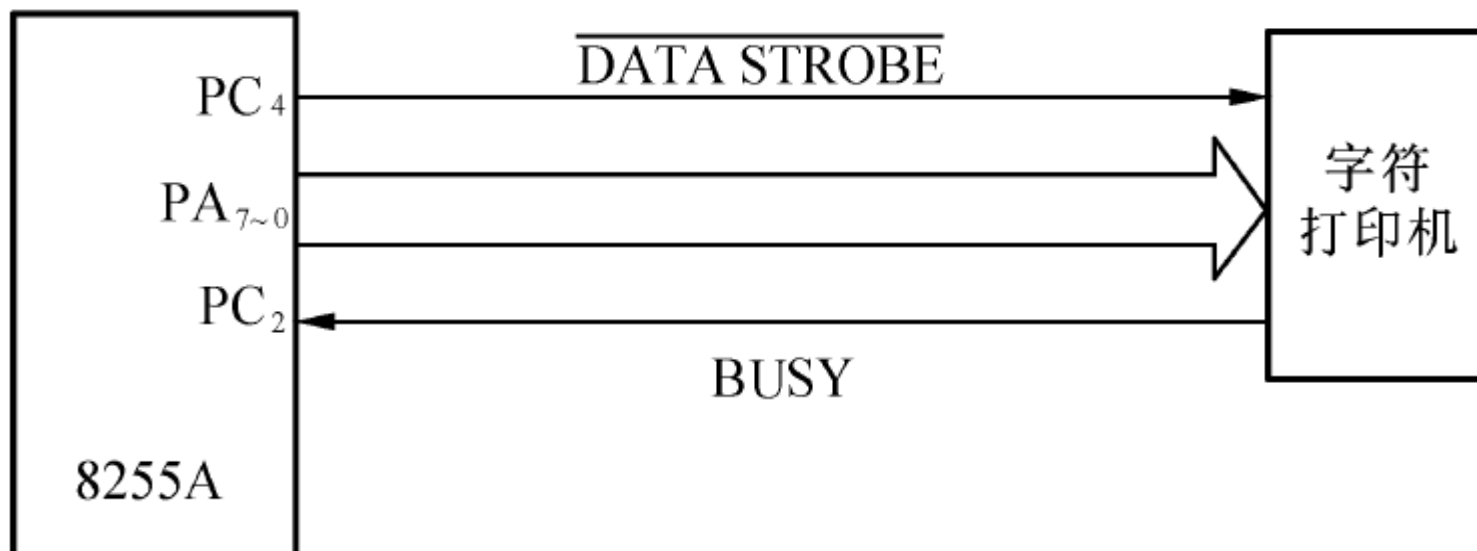 DATA STROBE
PC4
PA7~0
字符
打印机
PC2
BUSY
8255A